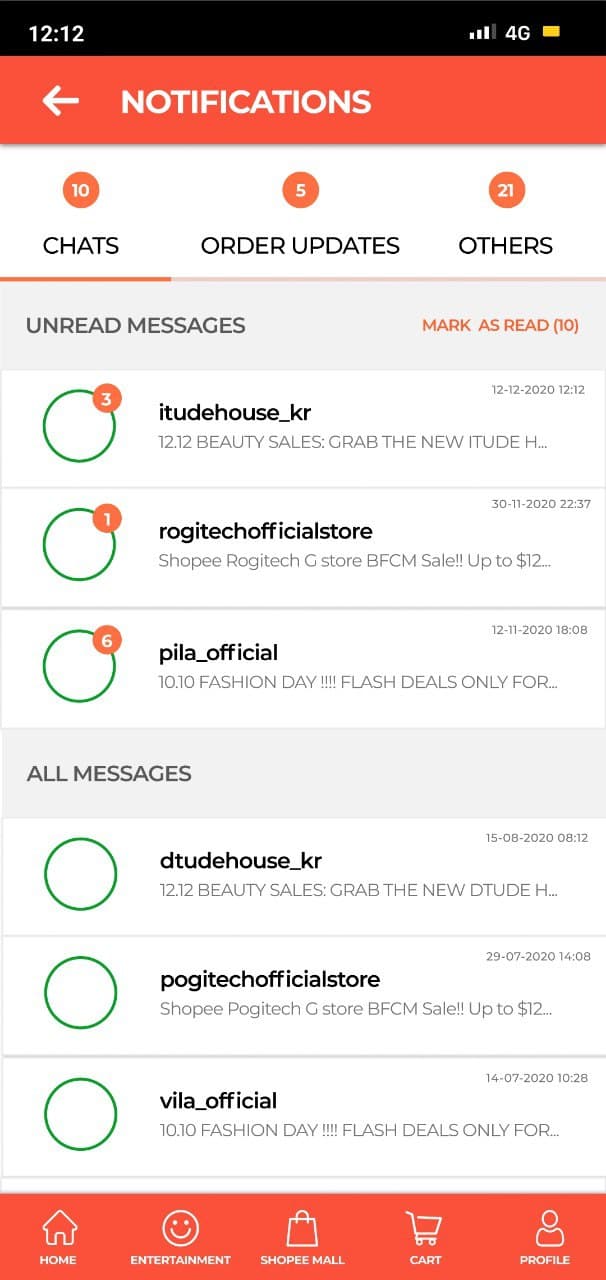 12:12
4G
NOTIFICATIONS
10
5
21
CHATS
ORDER UPDATES
OTHERS
UNREAD MESSAGES
MARK AS READ (10)
3
12-12-2020 12:12
itudehouse_kr
12.12 BEAUTY SALES: GRAB THE NEW ITUDE H...
1
30-11-2020 22:37
rogitechofficialstore
Shopee Rogitech G store BFCM Sale!! Up to $12...
6
12-11-2020 18:08
pila_official
10.10 FASHION DAY !!!! FLASH DEALS ONLY FOR...
ALL MESSAGES
15-08-2020 08:12
dtudehouse_kr
12.12 BEAUTY SALES: GRAB THE NEW DTUDE H...
29-07-2020 14:08
pogitechofficialstore
Shopee Pogitech G store BFCM Sale!! Up to $12...
14-07-2020 10:28
vila_official
10.10 FASHION DAY !!!! FLASH DEALS ONLY FOR...
HOME
ENTERTAINMENT
SHOPEE MALL
CART
PROFILE